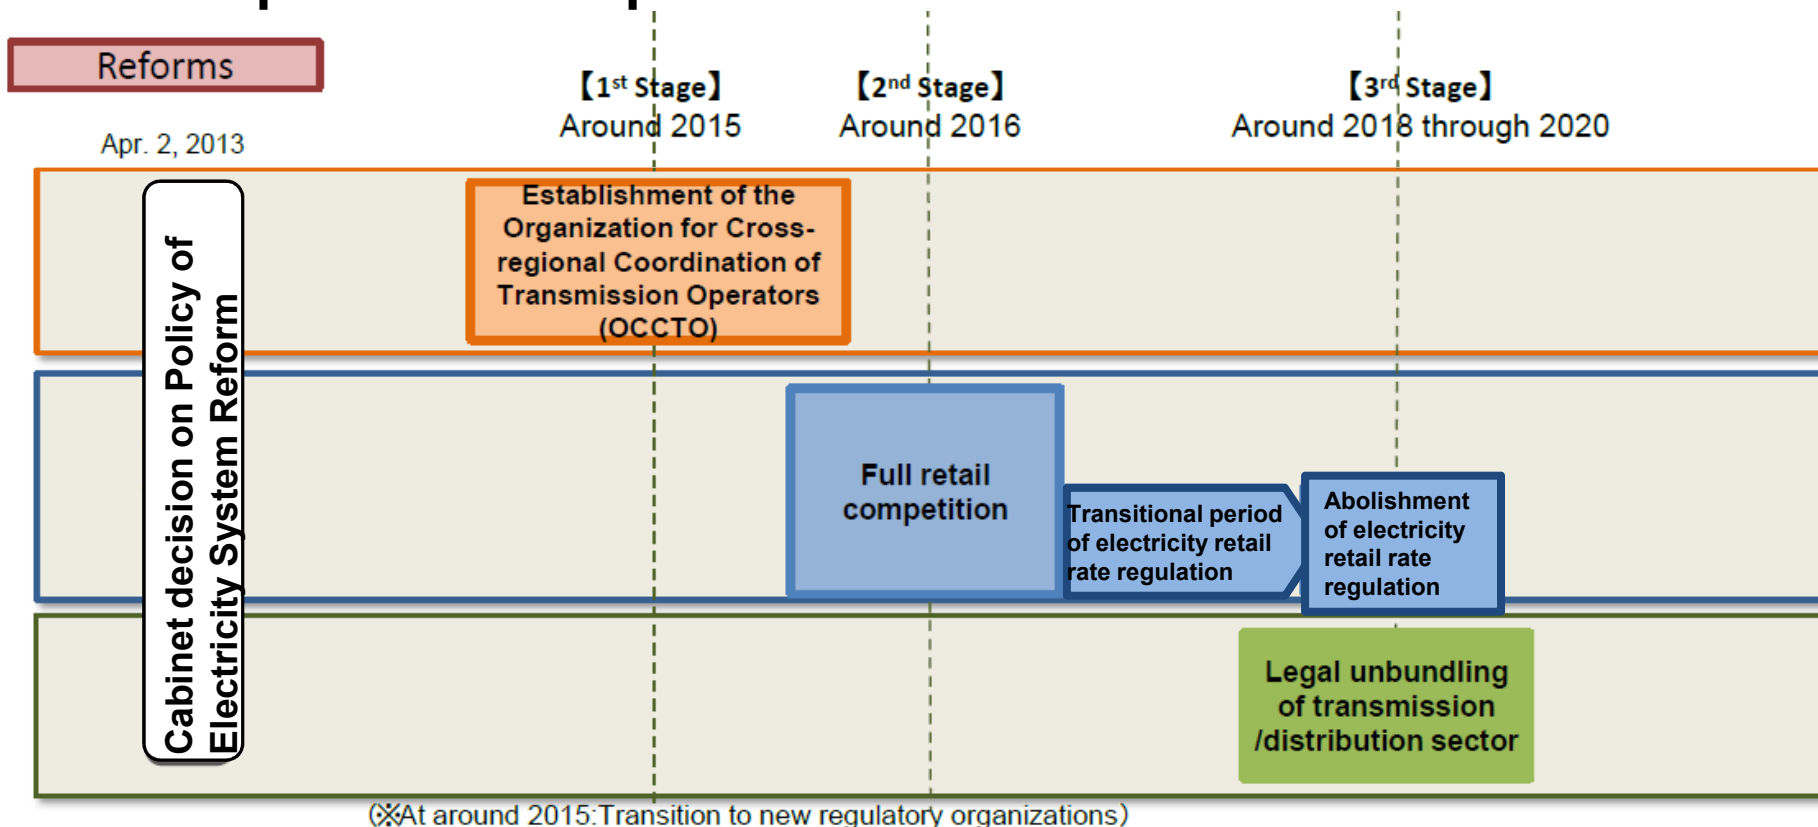 Reforms
【1st Stage】
Around 2015
【2nd Stage】
Around 2016
【3rd Stage】
Around 2018 through 2020
Apr. 2, 2013
Cabinet decision on Policy of
Electricity System Reform
Establishment of the
Organization for Cross-
regional Coordination of
Transmission Operators
(OCCTO)
Full retail
competition
Transitional period
of electricity retail
rate regulation
Abolishment
of electricity
retail rate
regulation
Legal unbundling
of transmission
/distribution sector
(※At around 2015:Transition to new regulatory organizations)